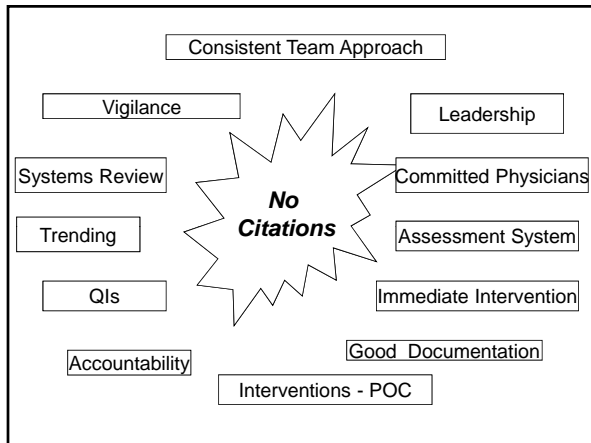 Consistent Team Approach
Vigilance
Leadership
Systems Review
Committed Physicians
No
Citations
Trending
Assessment System
QIs
Immediate Intervention
Good Documentation
Accountability
Interventions - POC